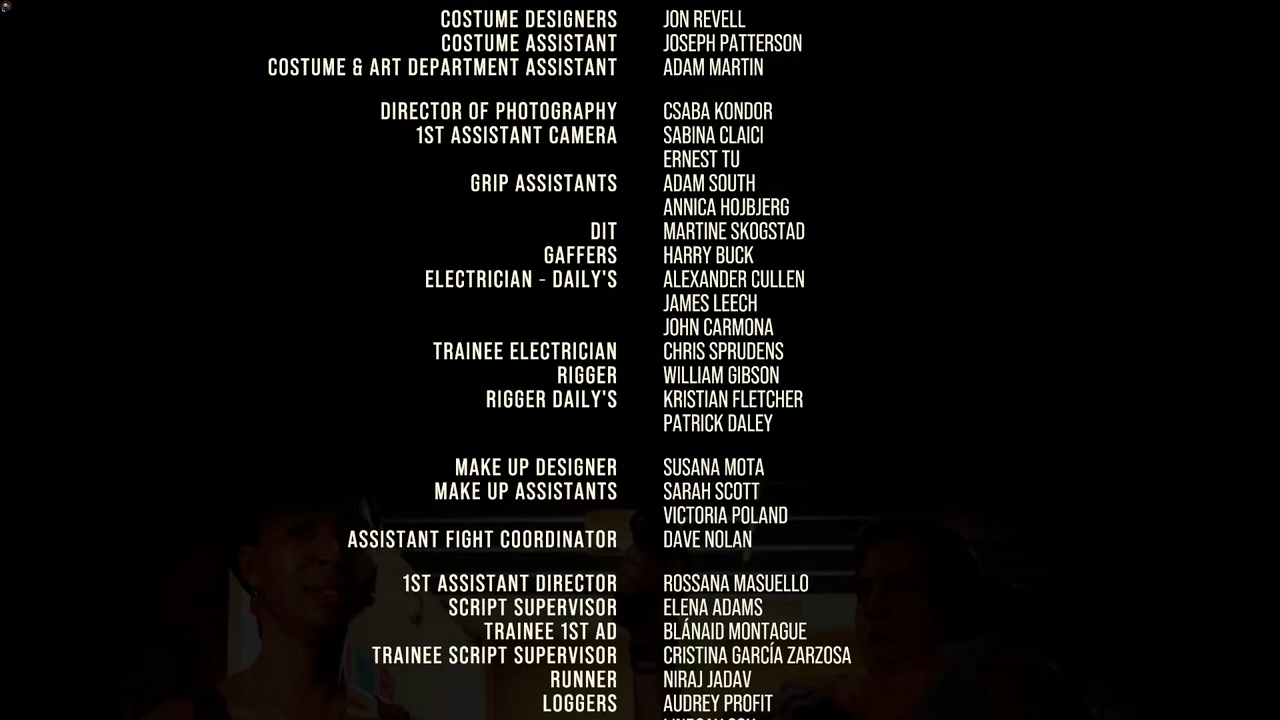 COSTUME DESIGNERS JON REVELL
COSTUME ASSISTANT JOSEPH PATTERSON
COSTUME & ART DEPARTMENT ASSISTANT ADAM MARTIN
DIRECTOR OF PHOTOGRAPHY CSABA KONDOR
1ST ASSISTANT CAMERA SABINA CLAICI
ERNEST TU
GRIP ASSISTANTS ADAM SOUTH
ANNICA HOJBJERG
DIT MARTINE SKOGSTAD
GAFFERS HARRY BUCK
ELECTRICIAN - DAILY'S ALEXANDER CULLEN
JAMES LEECH
JOHN CARMONA
TRAINEE ELECTRICIAN CHRIS SPRUDENS
RIGGER WILLIAM GIBSON
RIGGER DAILY'S KRISTIAN FLETCHER
PATRICK DALEY
MAKE UP DESIGNER SUSANA MOTA
MAKE UP ASSISTANTS SARAH SCOTT
VICTORIA POLAND
ASSISTANT FIGHT COORDINATOR DAVE NOLAN
1ST ASSISTANT DIRECTOR ROSSANA MASUELLO
SCRIPT SUPERVISOR ELENA ADAMS
TRAINEE 1ST AD BLÁNAID MONTAGUE
TRAINEE SCRIPT SUPERVISOR CRISTINA GARCÍA ZARZOSA
RUNNER NIRAJ JADAV
LOGGERS AUDREY PROFIT